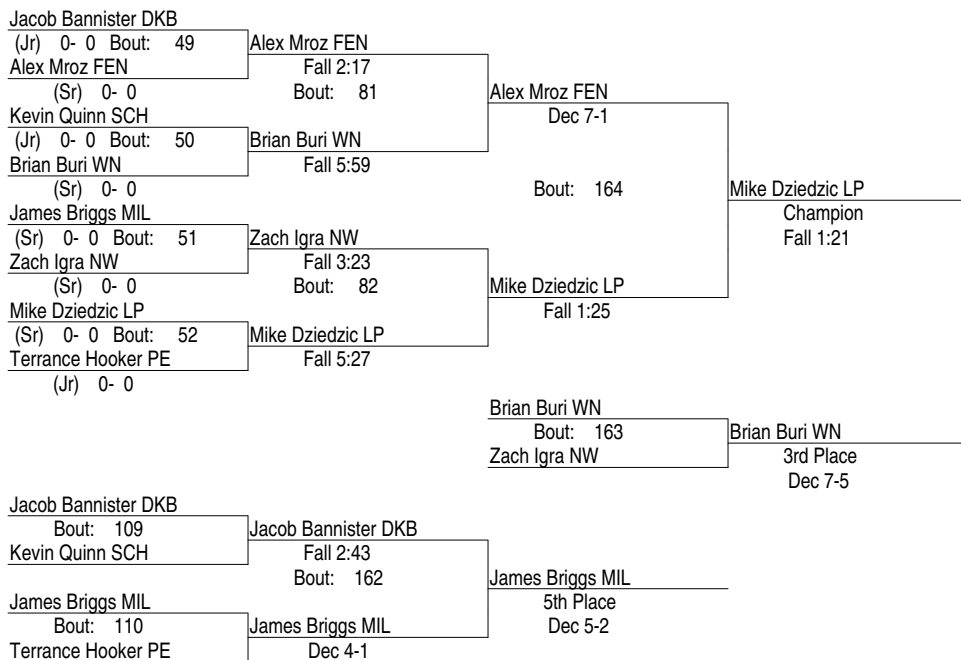 Jacob Bannister DKB
(Jr) 0- 0 Bout: 49
Alex Mroz FEN
Alex Mroz FEN
Fall 2:17
(Sr) 0- 0
Bout: 81
Alex Mroz FEN
Kevin Quinn SCH
Dec 7-1
(Jr) 0- 0 Bout: 50
Brian Buri WN
Brian Buri WN
Fall 5:59
(Sr) 0- 0
Bout: 164
Mike Dziedzic LP
James Briggs MIL
Champion
(Sr) 0- 0 Bout: 51
Zach Igra NW
Fall 1:21
Zach Igra NW
Fall 3:23
(Sr) 0- 0
Bout: 82
Mike Dziedzic LP
Mike Dziedzic LP
Fall 1:25
(Sr) 0- 0 Bout: 52
Mike Dziedzic LP
Terrance Hooker PE
Fall 5:27
(Jr) 0- 0
Brian Buri WN
Bout: 163
Brian Buri WN
Zach Igra NW
3rd Place
Dec 7-5
Jacob Bannister DKB
Bout: 109
Jacob Bannister DKB
Kevin Quinn SCH
Fall 2:43
Bout: 162
James Briggs MIL
James Briggs MIL
5th Place
Bout: 110
James Briggs MIL
Dec 5-2
Terrance Hooker PE
Dec 4-1